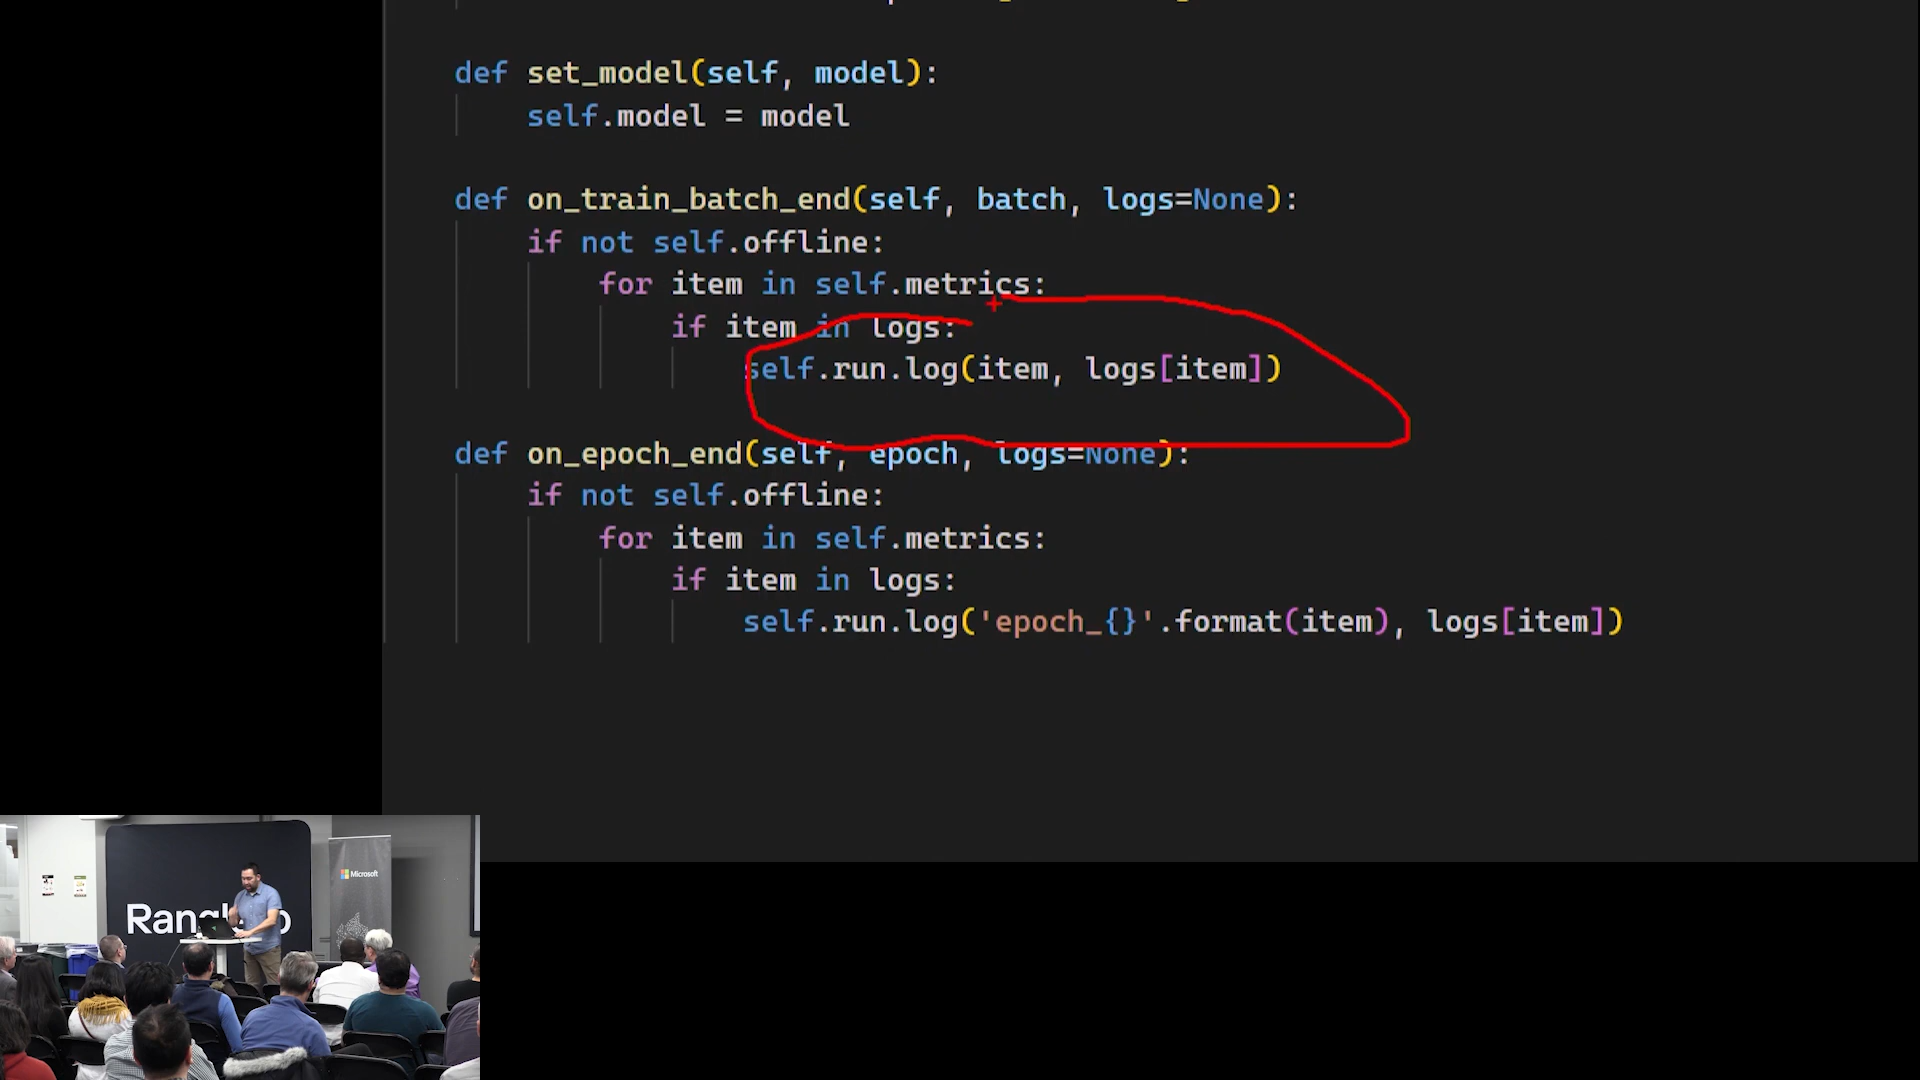 def set_model(self, model):
self.model = model
def on_train_batch_end(self, batch, logs=None):
if not self.offline:
for item in self.metrics:
if item in logs:
self.run.log(item, logs[item])
def on_epoch_end(self, epoch, logs=None):
if not self.offline:
for item in self.metrics:
if item in logs:
self.run.log('epoch_{}'.format(item), logs[item])
Microsoft